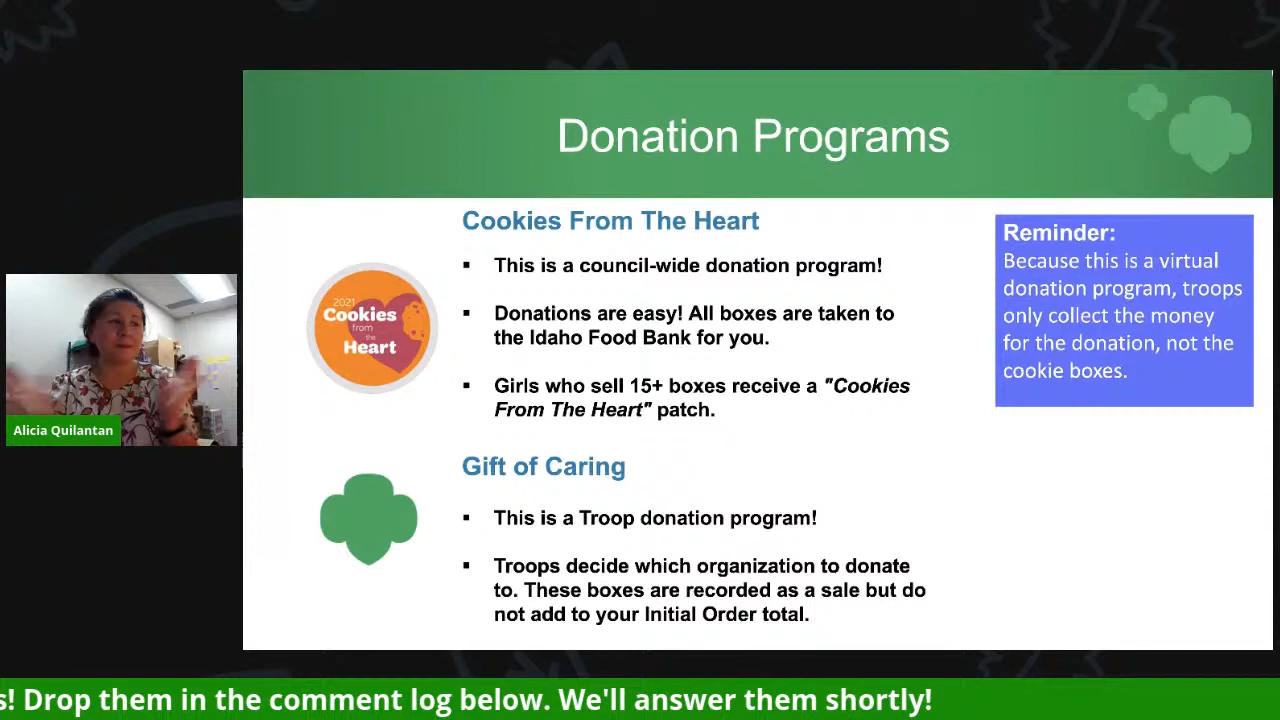 Donation Programs
Cookies From The Heart
▪ This is a council-wide donation program!
▪ Donations are easy! All boxes are taken to
the Idaho Food Bank for you.
▪ Girls who sell 15+ boxes receive a "Cookies
From The Heart" patch.
2021
Cookies
from
the
Heart
Reminder:
Because this is a virtual
donation program, troops
only collect the money
for the donation, not the
cookie boxes.
Alicia Quilantan
Gift of Caring
▪ This is a Troop donation program!
▪ Troops decide which organization to donate
to. These boxes are recorded as a sale but do
not add to your Initial Order total.
s! Drop them in the comment log below. We'll answer them shortly!